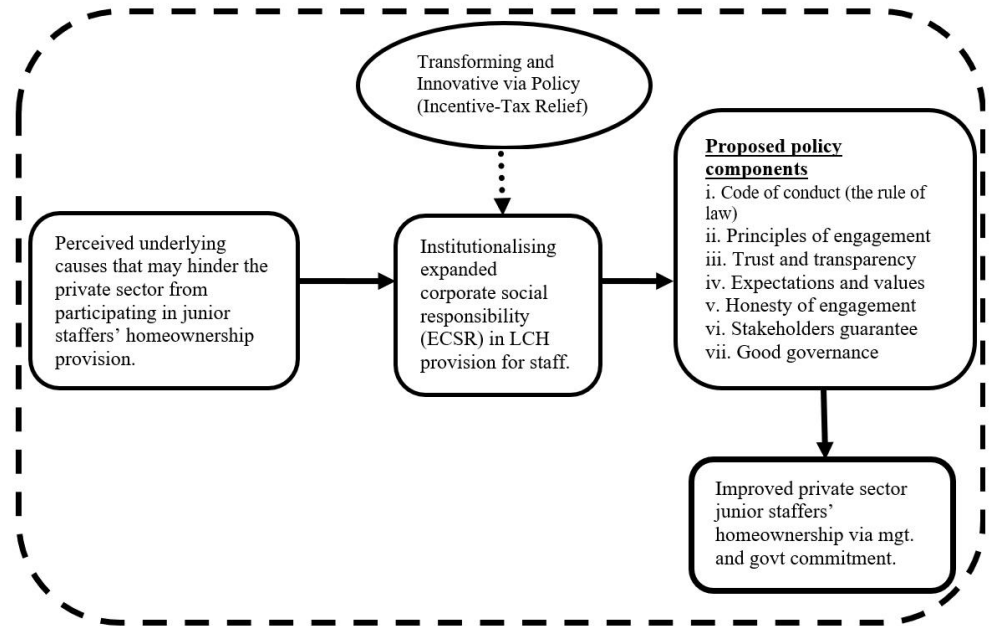 Transforming and
Innovative via Policy
(Incentive-Tax Relief)
Perceived underlying
causes that may hinder the
private sector from
participating in junior
staffers’ homeownership
provision.
Institutionalising
expanded
corporate social
responsibility
(ECSR) in LCH
provision for staff.
Proposed policy
components
i. Code of conduct (the rule of
law)
ii. Principles of engagement
iii. Trust and transparency
iv. Expectations and values
v. Honesty of engagement
vi. Stakeholders guarantee
vii. Good governance
Improved private sector
junior staffers’
homeownership via mgt.
and govt commitment.